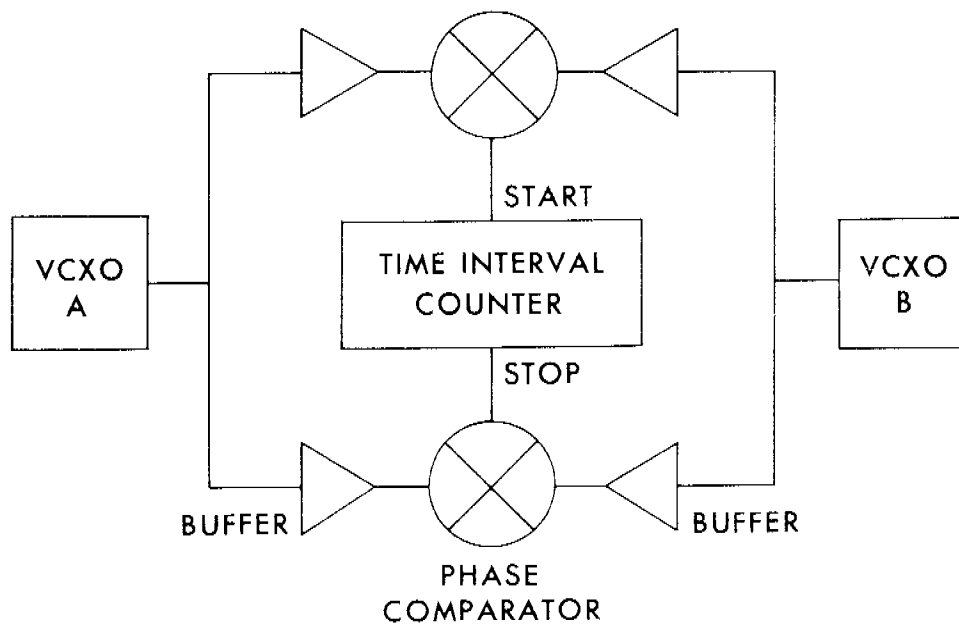 START
VCXO
A
TIME INTERVAL
COUNTER
VCXO
B
STOP
BUFFER
BUFFER
PHASE
COMPARATOR